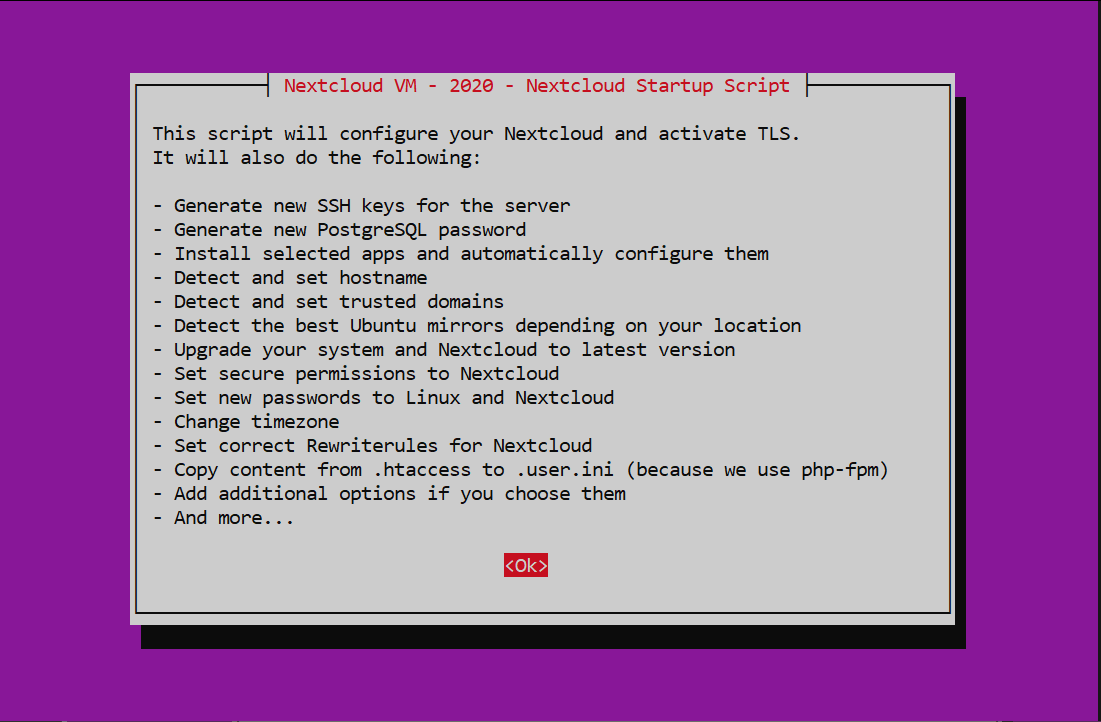 Nextcloud VM - 2020 - Nextcloud Startup Script
This script will configure your Nextcloud and activate TLS.
It will also do the following:
- Generate new SSH keys for the server
- Generate new PostgreSQL password
- Install selected apps and automatically configure them
- Detect and set hostname
- Detect and set trusted domains
- Detect the best Ubuntu mirrors depending on your location
- Upgrade your system and Nextcloud to latest version
- Set secure permissions to Nextcloud
- Set new passwords to Linux and Nextcloud
- Change timezone
- Set correct Rewriterules for Nextcloud
- Copy content from .htaccess to .user.ini (because we use php-fpm)
- Add additional options if you choose them
- And more...
<Ok>